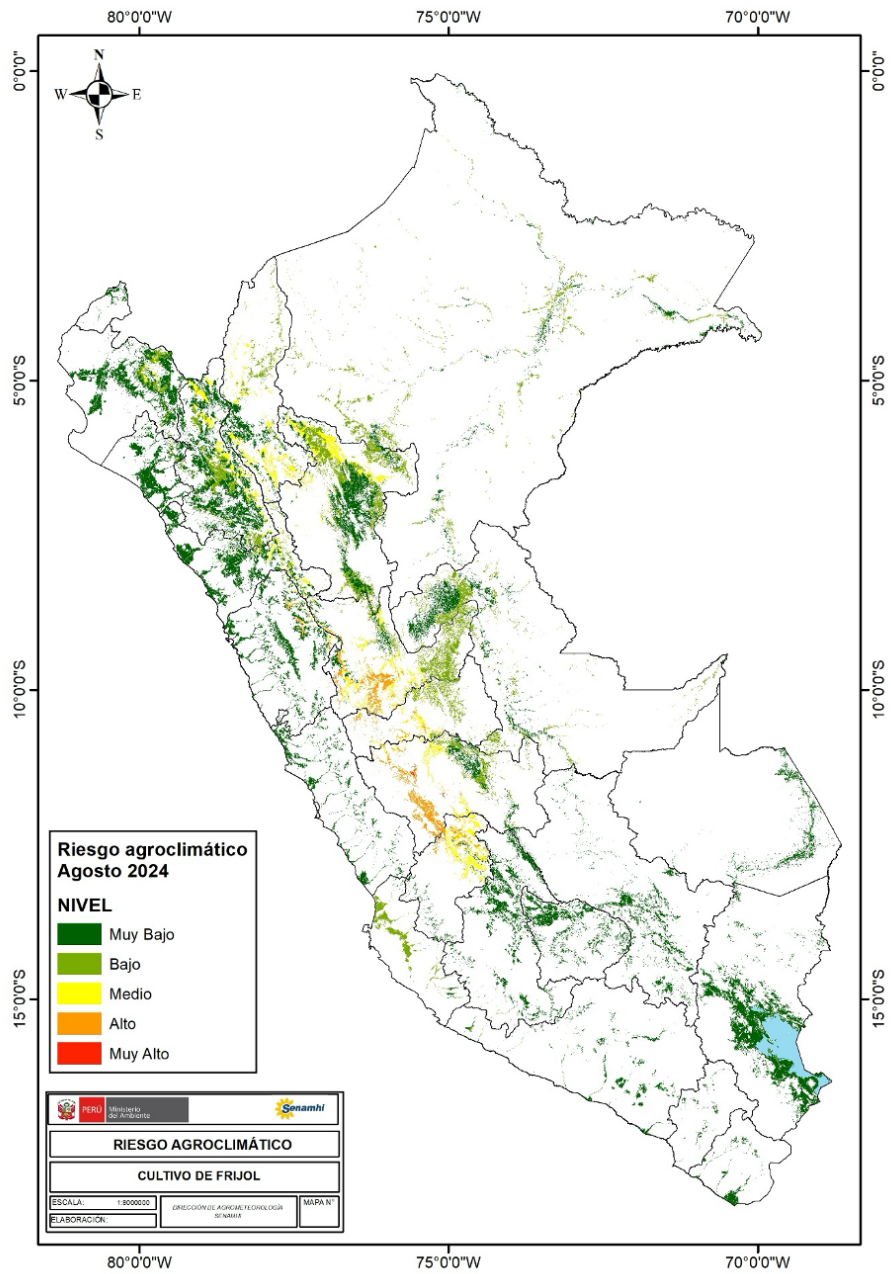 80°0'0"W 75°0'0"W 70°0'0"W
N
W E
S
0°0'0"
0°0'0"
5°0'0"S
5°0'0"S
10°0'0"S
10°0'0"S
15°0'0"S
15°0'0"S
Riesgo agroclimático
Agosto 2024
NIVEL
Muy Bajo
Bajo
Medio
Alto
Muy Alto
PERÚ
Ministerio
del Ambiente
Senamhi
RIESGO AGROCLIMÁTICO
CULTIVO DE FRIJOL
ESCALA: 1:8000000
ELABORACIÓN:
DIRECCIÓN DE AGROMETEOROLOGÍA
SENAMHI
MAPA N°
80°0'0"W 75°0'0"W 70°0'0"W